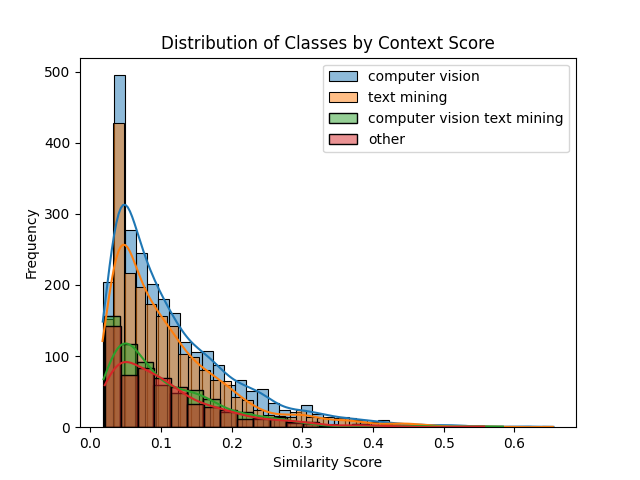 Distribution of Classes by Context Score
computer vision
text mining
computer vision text mining
other
Frequency
500
400
300
200
100
0
0.0 0.1 0.2 0.3 0.4 0.5 0.6
Similarity Score